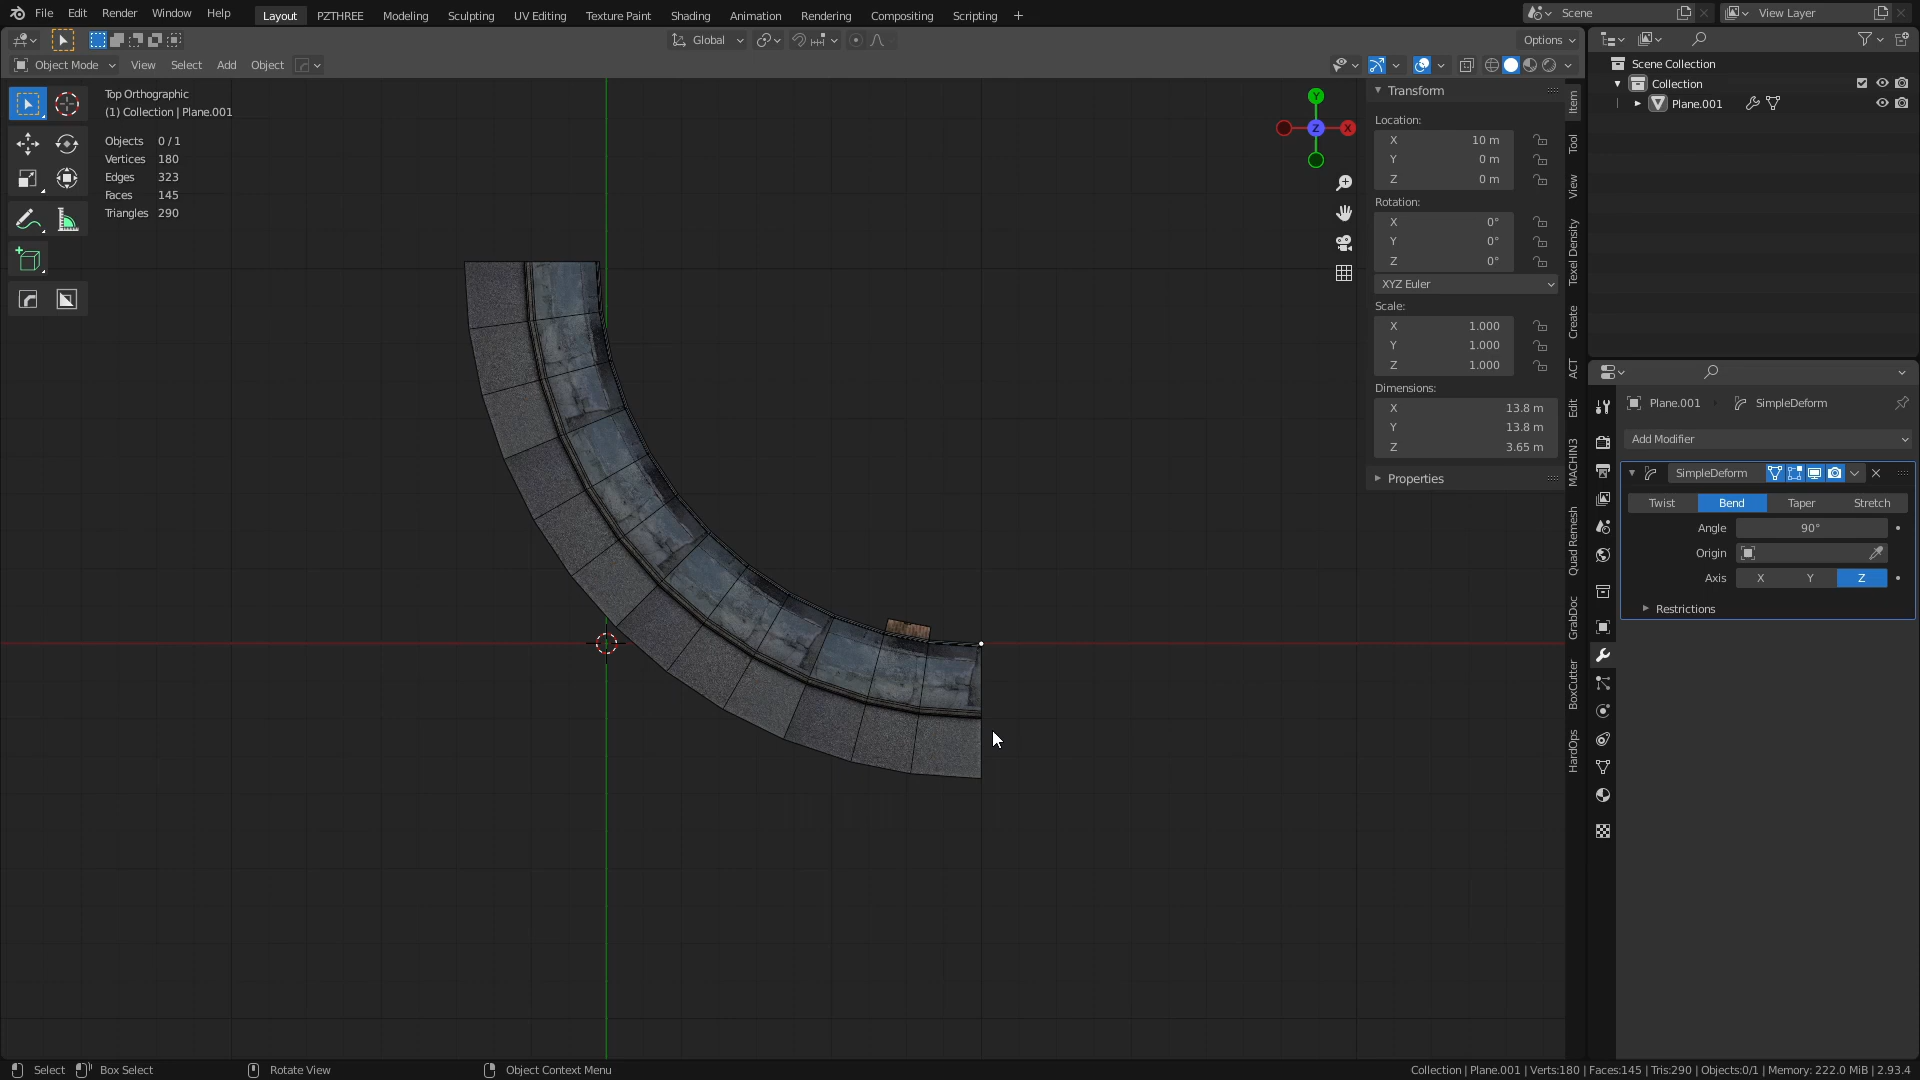 File Edit Render Window Help Layout PZTHREE Modeling Sculpting UV Editing Texture Paint Shading Animation Rendering Compositing Scripting + Scene View Layer
Global Options
Object Mode View Select Add Object
Top Orthographic
(1) Collection | Plane.001
Objects 0 / 1
Vertices 180
Edges 323
Faces 145
Triangles 290
Y
X
Z
Transform
Location:
X 10 m
Y 0 m
Z 0 m
Rotation:
X 0°
Y 0°
Z 0°
XYZ Euler
Scale:
X 1.000
Y 1.000
Z 1.000
Dimensions:
X 13.8 m
Y 13.8 m
Z 3.65 m
Properties
Item
Tool
View
Texel Density
Create
ACT
Edit
MACHIN3
Quad Remesh
GrabDoc
BoxCutter
HardOps
Scene Collection
Collection
Plane.001
Plane.001 SimpleDeform
Add Modifier
SimpleDeform
Twist Bend Taper Stretch
Angle 90°
Origin
Axis X Y Z
Restrictions
Select Box Select Rotate View Object Context Menu Collection | Plane.001 | Verts:180 | Faces:145 | Tris:290 | Objects:0/1 | Memory: 222.0 MiB | 2.93.4